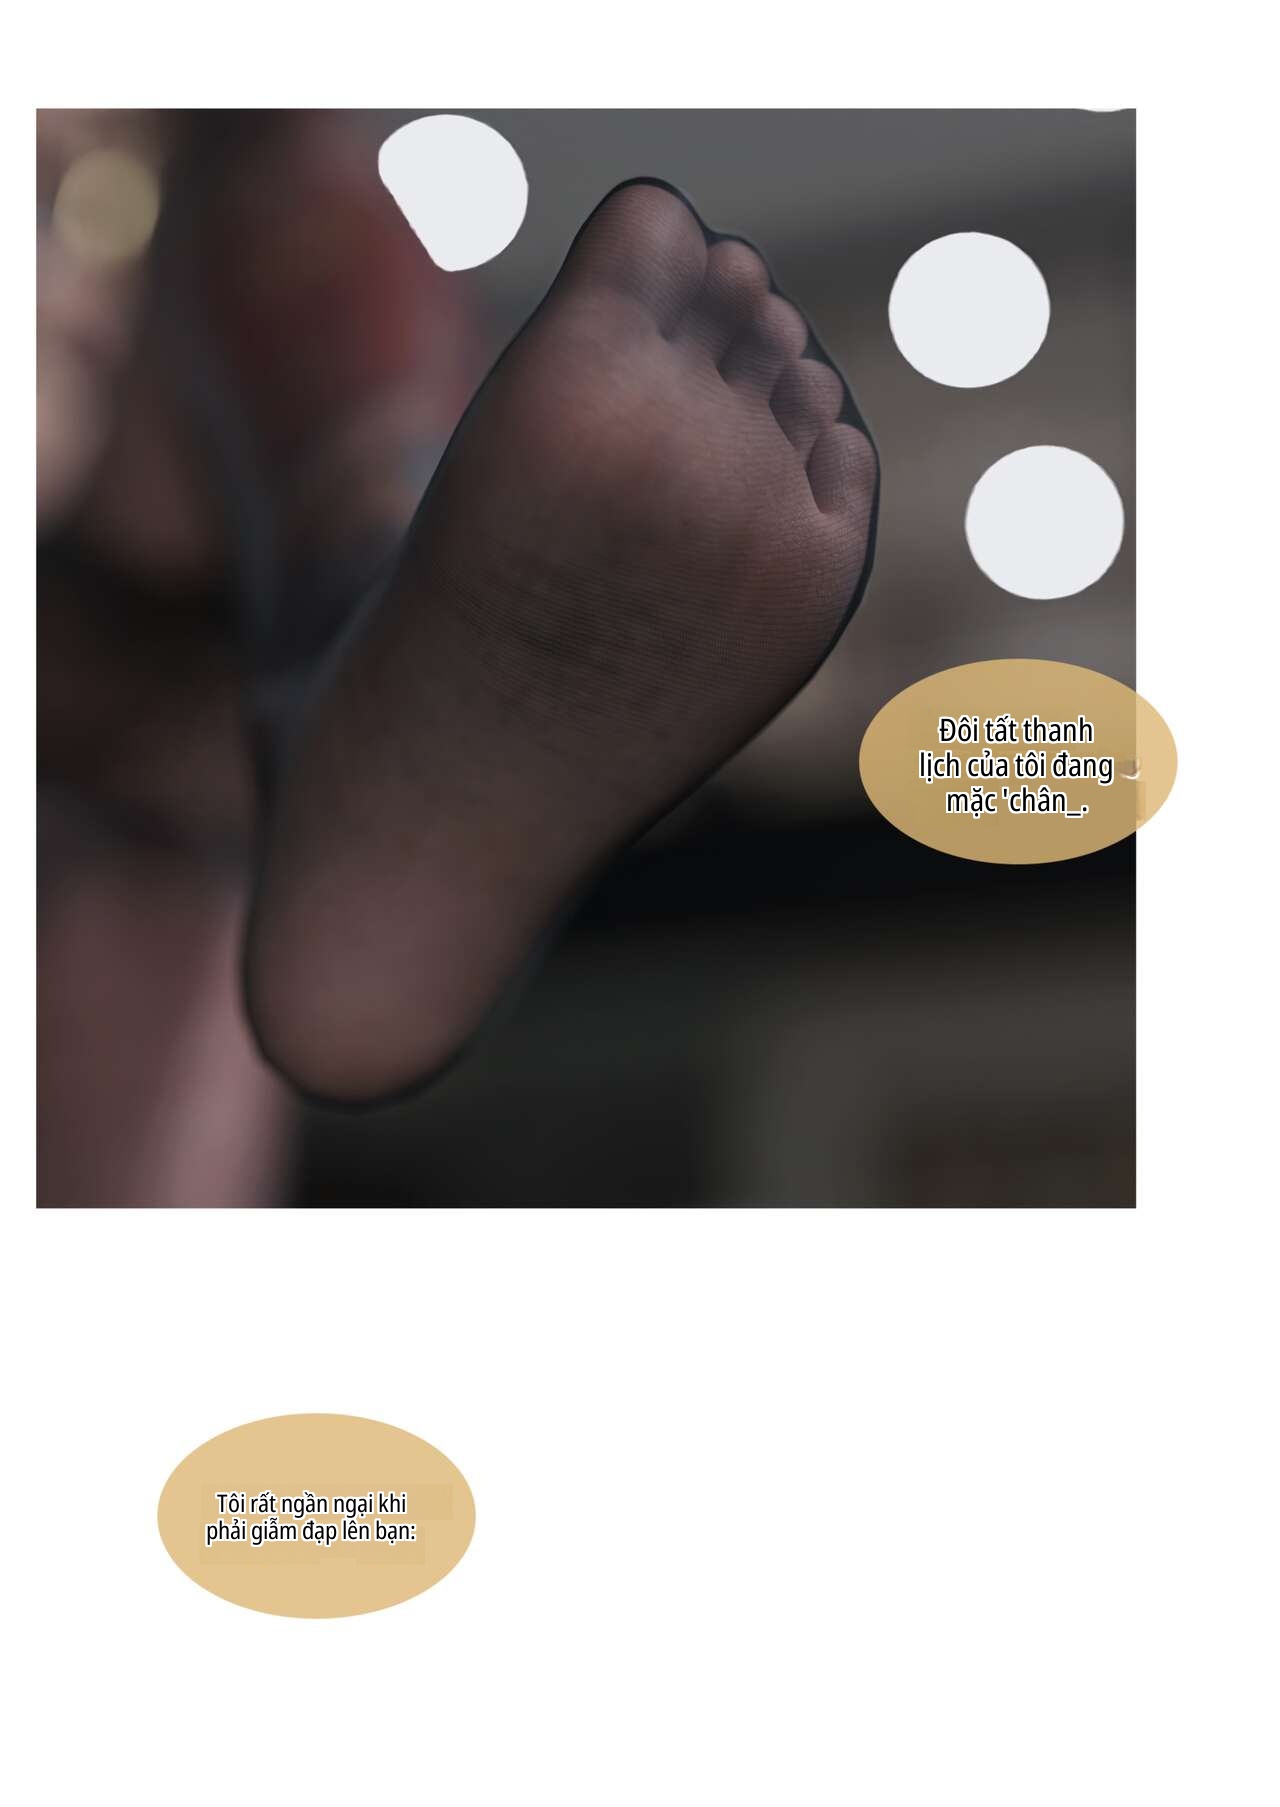 Đôi tất thanh
lịch của tôi đang
mặc 'chân_.
Tôi rất ngần ngại khi
phải giẫm đạp lên bạn: